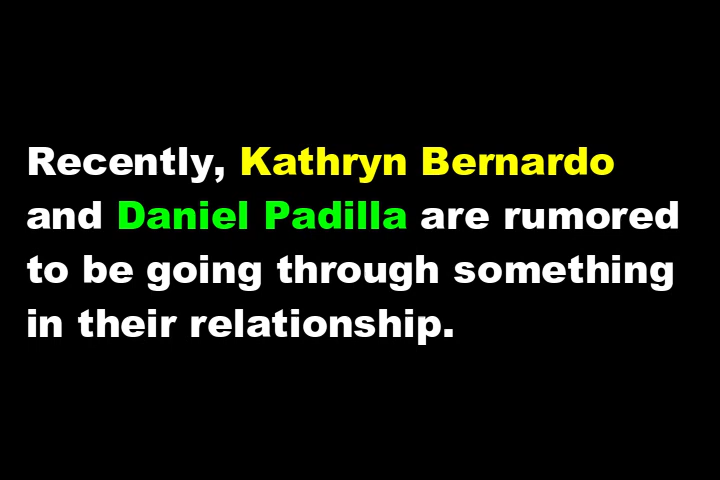 Recently, Kathryn Bernardo
and Daniel Padilla are rumored
to be going through something
in their relationship.